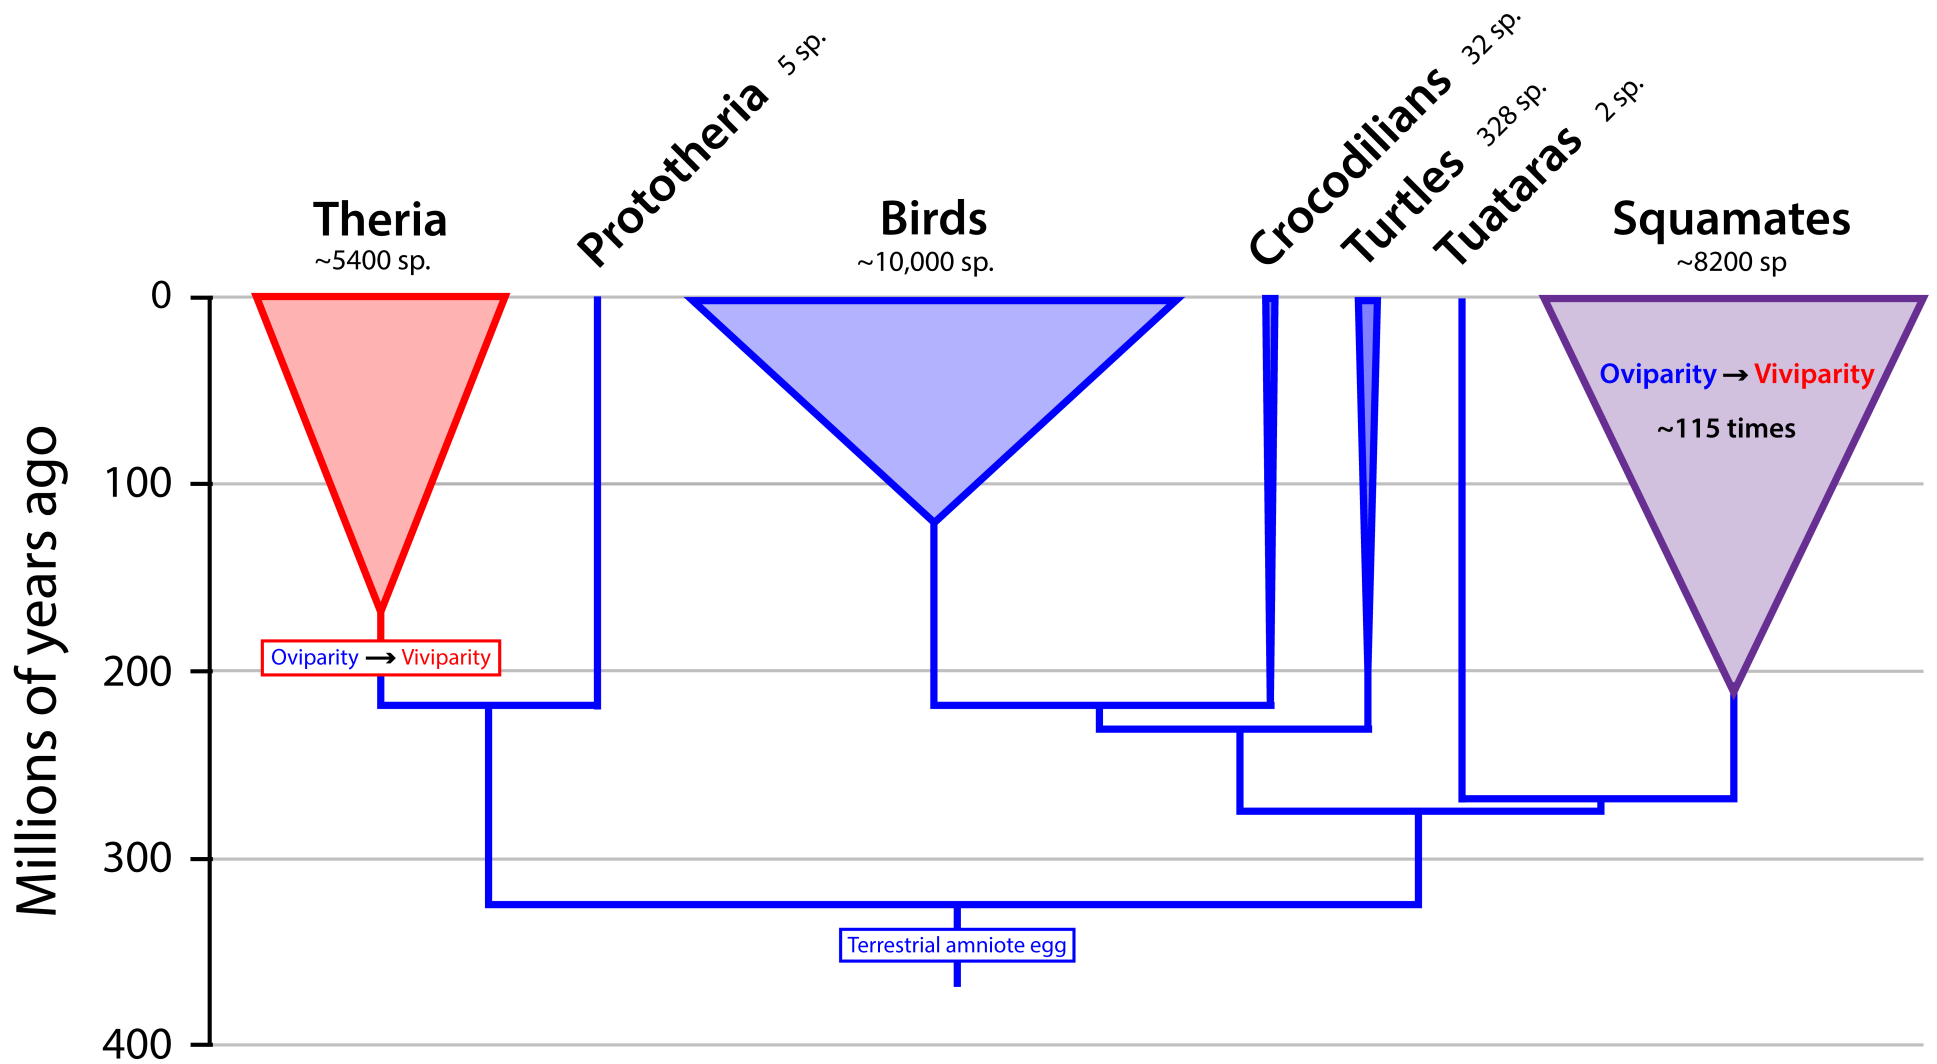 Theria
~5400 sp.
Prototheria 5 sp.
Birds
~10,000 sp.
Crocodilians 32 sp.
Turtles 328 sp.
Tuataras 2 sp.
Squamates
~8200 sp
Millions of years ago
0
100
200
300
400
Oviparity → Viviparity
~115 times
Oviparity → Viviparity
Terrestrial amniote egg